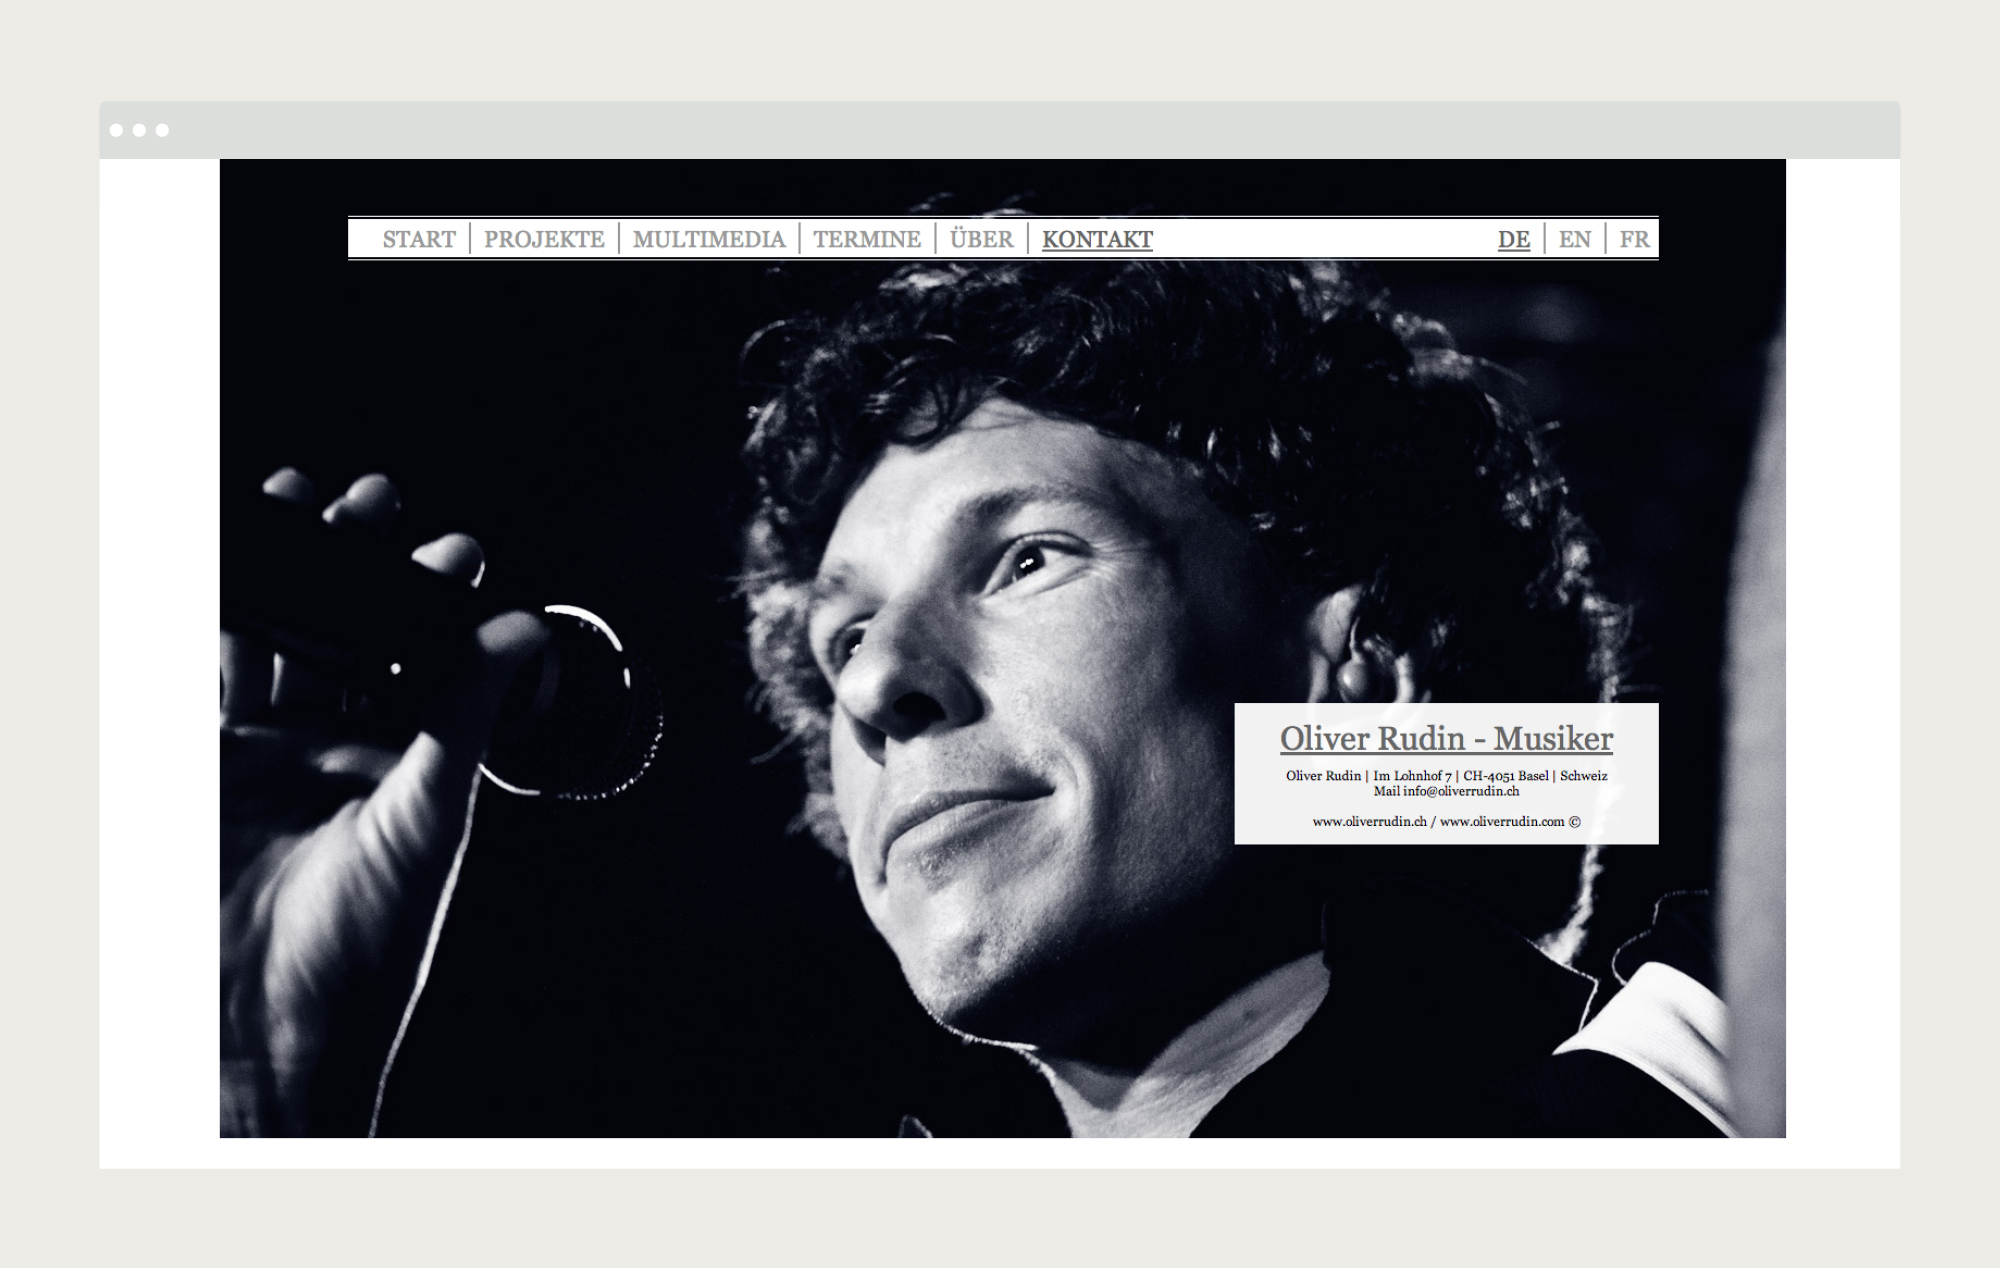 START | PROJEKTE | MULTIMEDIA | TERMINE | ÜBER | KONTAKT DE | EN | FR
Oliver Rudin - Musiker
Oliver Rudin | Im Lohnhof 7 | CH-4051 Basel | Schweiz
Mail info@oliverrudin.ch
www.oliverrudin.ch / www.oliverrudin.com ©